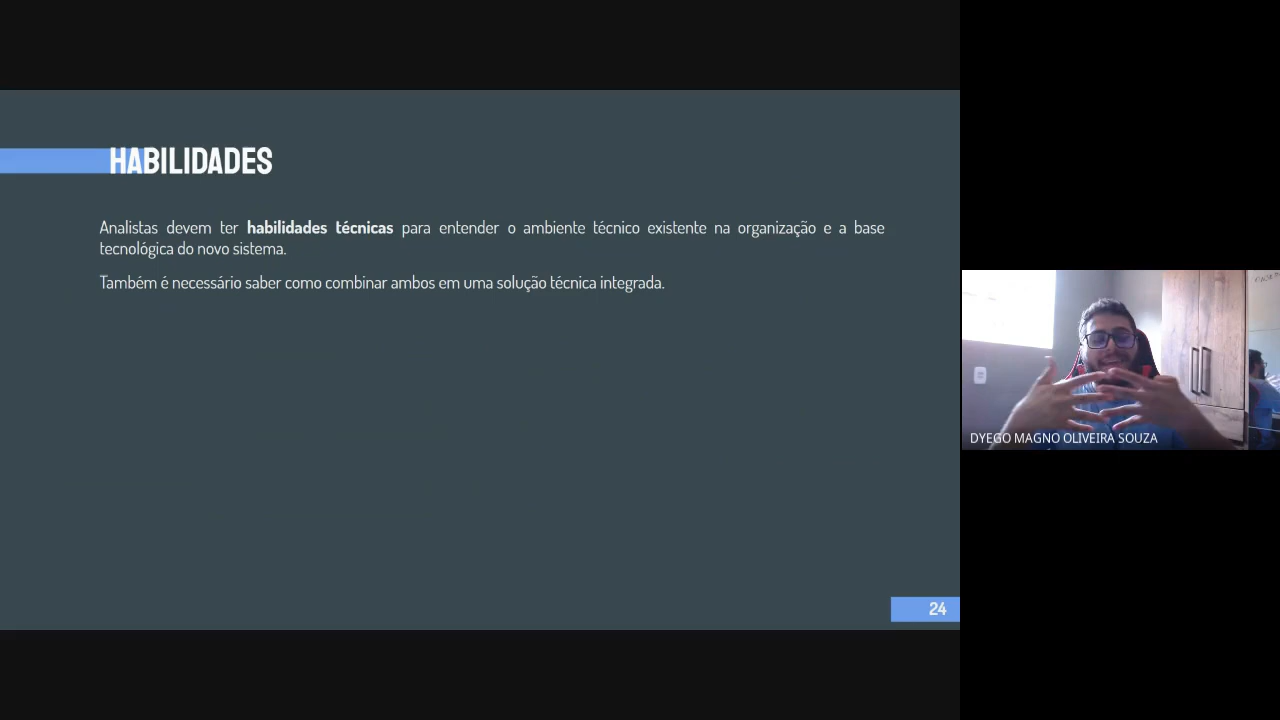 HABILIDADES
Analistas devem ter habilidades técnicas para entender o ambiente técnico existente na organização e a base
tecnológica do novo sistema.
Também é necessário saber como combinar ambos em uma solução técnica integrada.
DYEGO MAGNO OLIVEIRA SOUZA
24